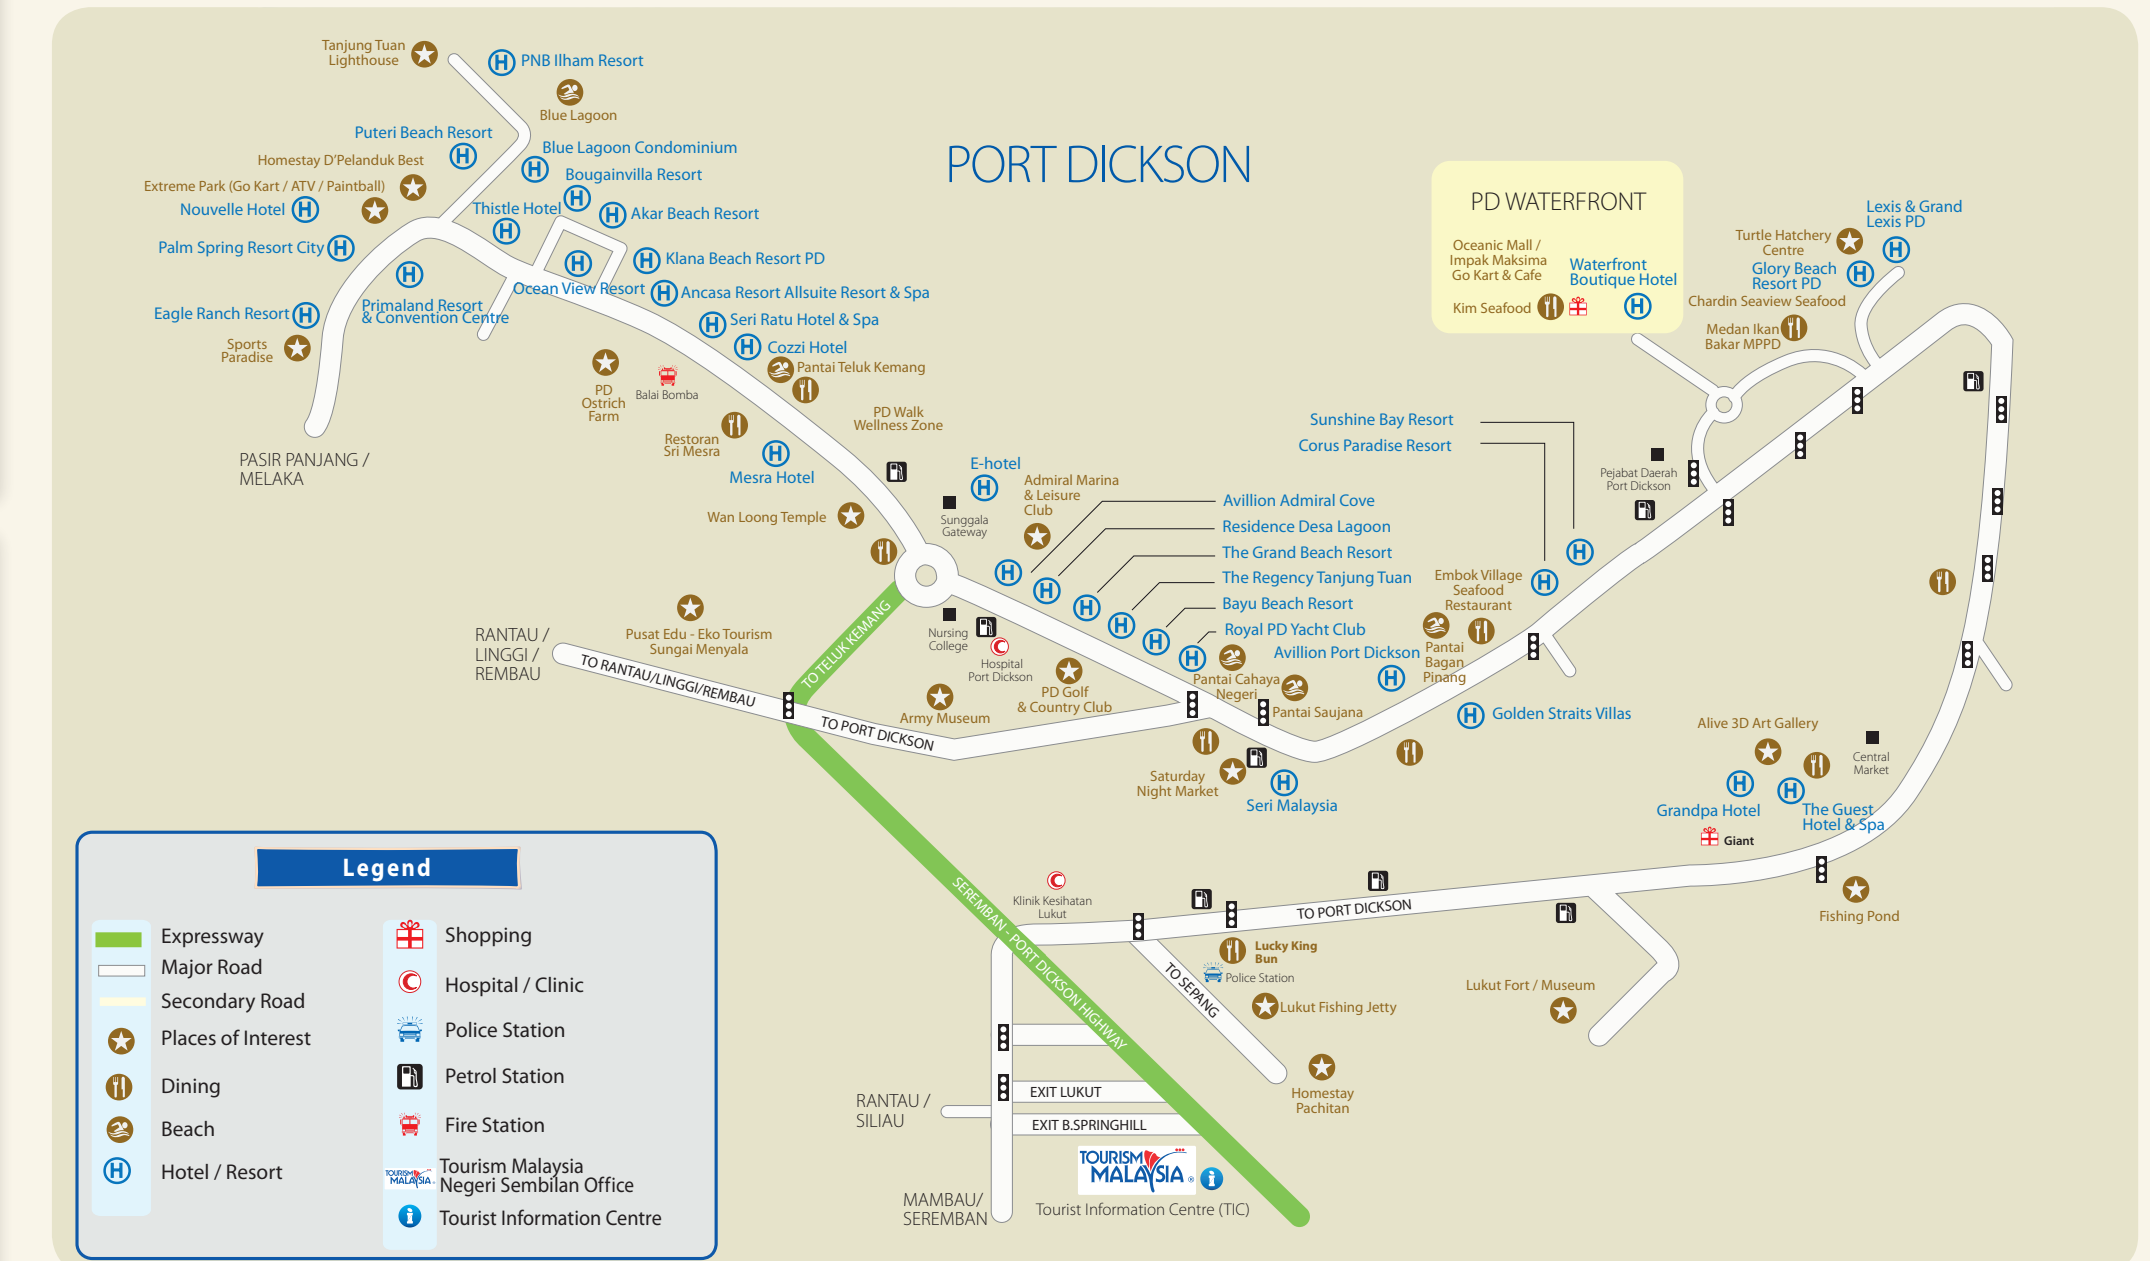 Tanjung Tuan
Lighthouse
PNB Ilham Resort
Blue Lagoon
Puteri Beach Resort
Homestay D'Pelanduk Best
Extreme Park (Go Kart / ATV / Paintball)
Nouvelle Hotel
Palm Spring Resort City
Blue Lagoon Condominium
Bougainvilla Resort
Thistle Hotel
Akar Beach Resort
Klana Beach Resort PD
Ocean View Resort
Ancasa Resort Allsuite Resort & Spa
Primaland Resort
& Convention Centre
Eagle Ranch Resort
Sports
Paradise
Seri Ratu Hotel & Spa
Cozzi Hotel
Pantai Teluk Kemang
PD
Ostrich
Farm
Balai Bomba
PD Walk
Wellness Zone
Restoran
Sri Mesra
Mesra Hotel
PASIR PANJANG /
MELAKA
PORT DICKSON
PD WATERFRONT
Oceanic Mall /
Impak Maksima
Go Kart & Cafe
Waterfront
Boutique Hotel
Kim Seafood
Lexis & Grand
Lexis PD
Turtle Hatchery
Centre
Glory Beach
Resort PD
Chardin Seaview Seafood
Medan Ikan
Bakar MPPD
Sunshine Bay Resort
Corus Paradise Resort
Pejabat Daerah
Port Dickson
E-hotel
Admiral Marina
& Leisure
Club
Sunggala
Gateway
Wan Loong Temple
Avillion Admiral Cove
Residence Desa Lagoon
The Grand Beach Resort
The Regency Tanjung Tuan
Bayu Beach Resort
Royal PD Yacht Club
Avillion Port Dickson
Embok Village
Seafood
Restaurant
Pantai
Bagan
Pinang
Pantai Cahaya
Negeri
Pantai Saujana
Golden Straits Villas
Nursing
College
Hospital
Port Dickson
PD Golf
& Country Club
Army Museum
Pusat Edu - Eko Tourism
Sungai Menyala
RANTAU /
LINGGI /
REMBAU
TO RANTAU/LINGGI/REMBAU
TO TELUK KEMANG
TO PORT DICKSON
Saturday
Night Market
Seri Malaysia
Alive 3D Art Gallery
Central
Market
Grandpa Hotel
The Guest
Hotel & Spa
Giant
Fishing Pond
Klinik Kesihatan
Lukut
TO PORT DICKSON
SEREMBAN - PORT DICKSON HIGHWAY
Lucky King
Bun
Police Station
TO SEPANG
Lukut Fishing Jetty
Lukut Fort / Museum
Homestay
Pachitan
EXIT LUKUT
EXIT B.SPRINGHILL
RANTAU /
SILIAU
MAMBAU/
SEREMBAN
TOURISM
MALAYSIA ®
i
Tourist Information Centre (TIC)
Legend
Expressway
Major Road
Secondary Road
Places of Interest
Dining
Beach
H Hotel / Resort
Shopping
Hospital / Clinic
Police Station
Petrol Station
Fire Station
TOURISM
MALAYSIA
Tourism Malaysia
Negeri Sembilan Office
i Tourist Information Centre